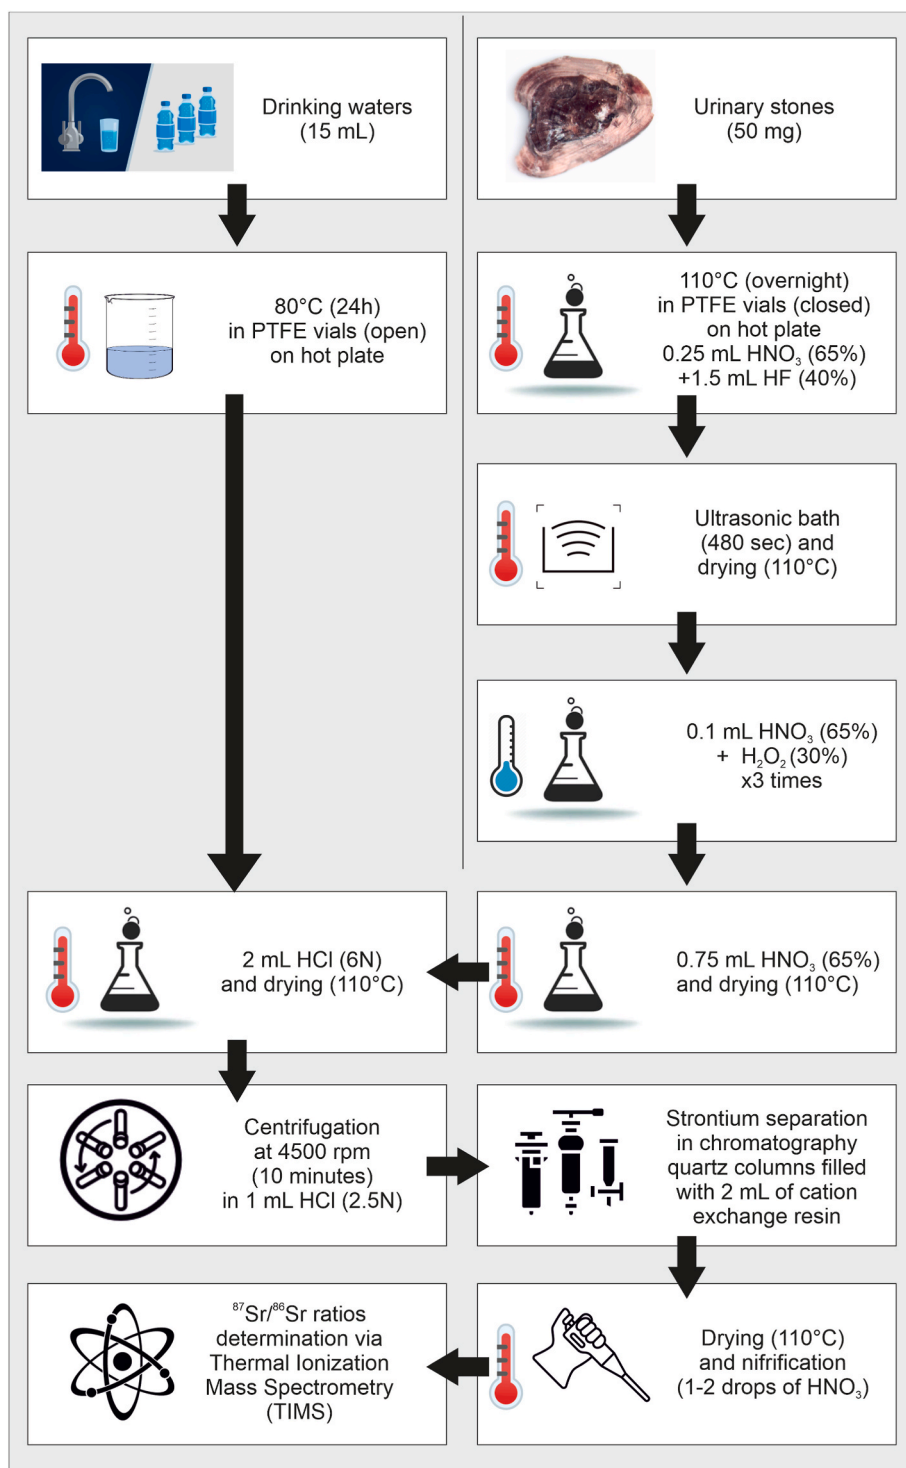 Drinking waters
(15 mL)
Urinary stones
(50 mg)
80°C (24h)
in PTFE vials (open)
on hot plate
110°C (overnight)
in PTFE vials (closed)
on hot plate
0.25 mL HNO₃ (65%)
+1.5 mL HF (40%)
Ultrasonic bath
(480 sec) and
drying (110°C)
0.1 mL HNO₃ (65%)
+ H₂O₂ (30%)
x3 times
2 mL HCl (6N)
and drying (110°C)
0.75 mL HNO₃ (65%)
and drying (110°C)
Centrifugation
at 4500 rpm
(10 minutes)
in 1 mL HCl (2.5N)
Strontium separation
in chromatography
quartz columns filled
with 2 mL of cation
exchange resin
⁸⁷Sr/⁸⁶Sr ratios
determination via
Thermal Ionization
Mass Spectrometry
(TIMS)
Drying (110°C)
and nifrification
(1-2 drops of HNO₃)